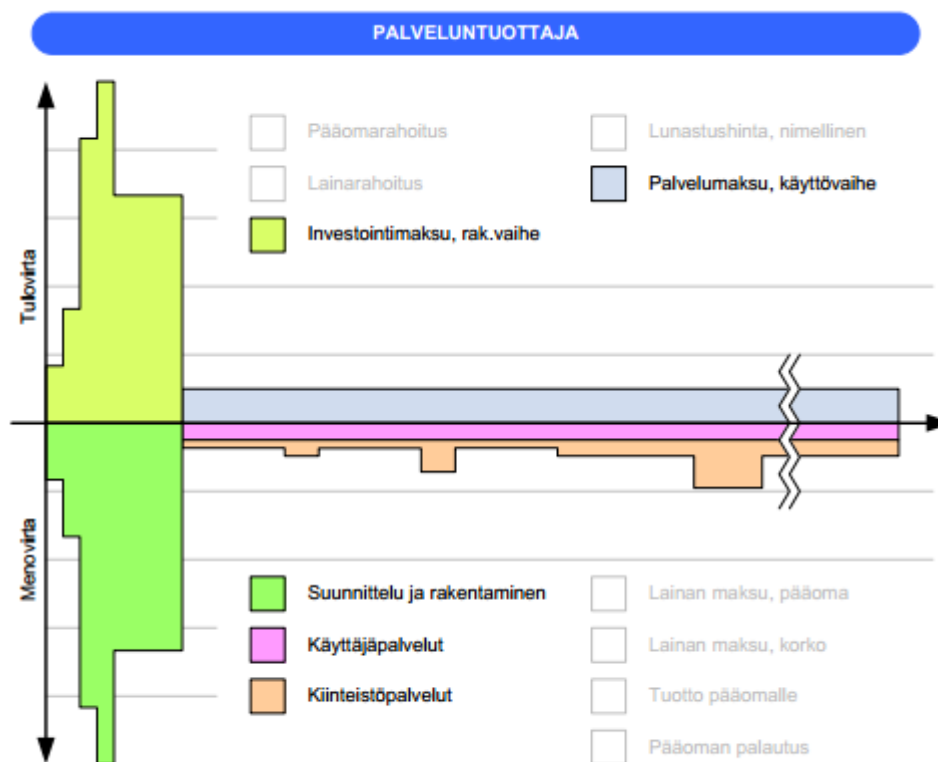 PALVELUNTUOTTAJA
Pääomarahoitus
Lunastushinta, nimellinen
Lainarahoitus
Palvelumaksu, käyttövaihe
Investointimaksu, rak.vaihe
Tulovirta
Menovirta
Suunnittelu ja rakentaminen
Lainan maksu, pääoma
Käyttäjäpalvelut
Lainan maksu, korko
Kiinteistöpalvelut
Tuotto pääomalle
Pääoman palautus